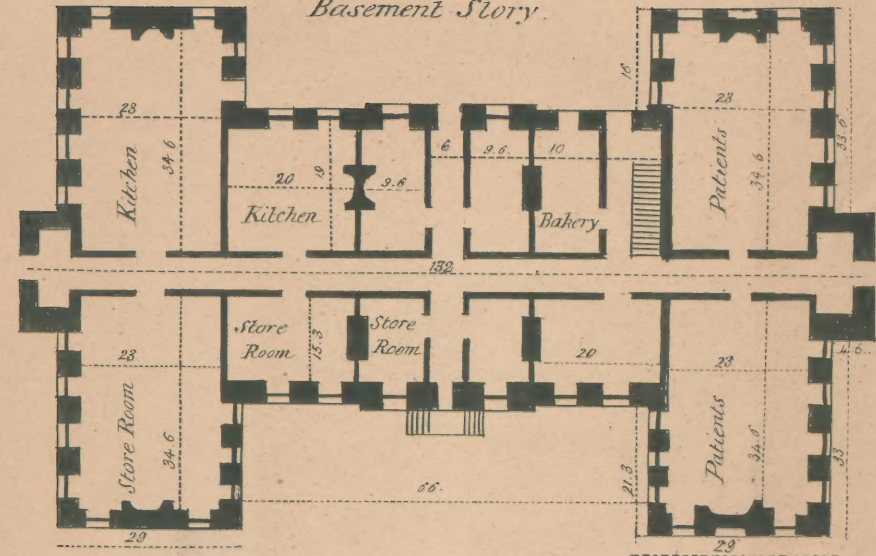 Basement Story.
16
23
34.6
Kitchen
20
19
Kitchen
9.6
6
9.6
10
Bakery
23
34.6
Patients
33.6
132
23
34.6
Store Room
Store
Room
15.3
Store
Room
20
23
34.6
Patients
4.6
33
21.3
66.
29
29